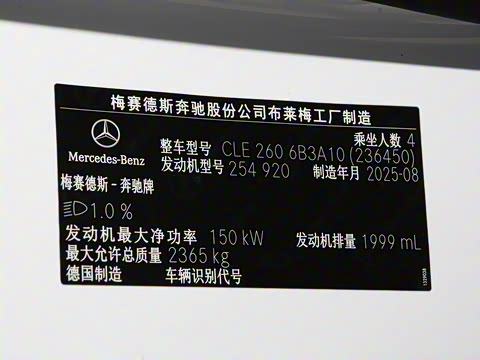 梅赛德斯奔驰股份公司布莱梅工厂制造
乘坐人数 4
整车型号 CLE 260 6B3A10 (236450)
Mercedes-Benz
发动机型号 254 920 制造年月 2025-08
梅赛德斯 - 奔驰牌
1.0 %
发动机最大净功率 150 kW 发动机排量 1999 mL
最大允许总质量 2365 kg
德国制造 车辆识别代号